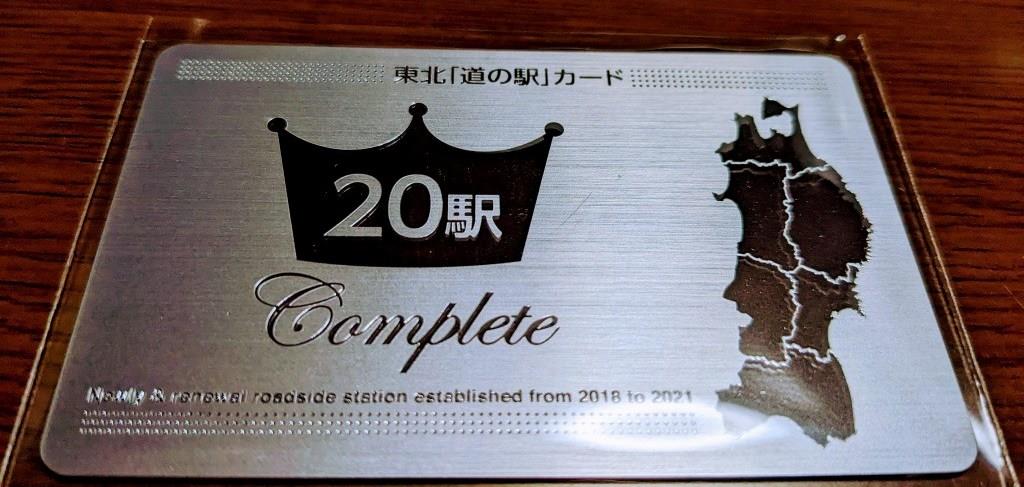 東北「道の駅」カード
20駅
Complete
Newly & renewal roadside station established from 2018 to 2021